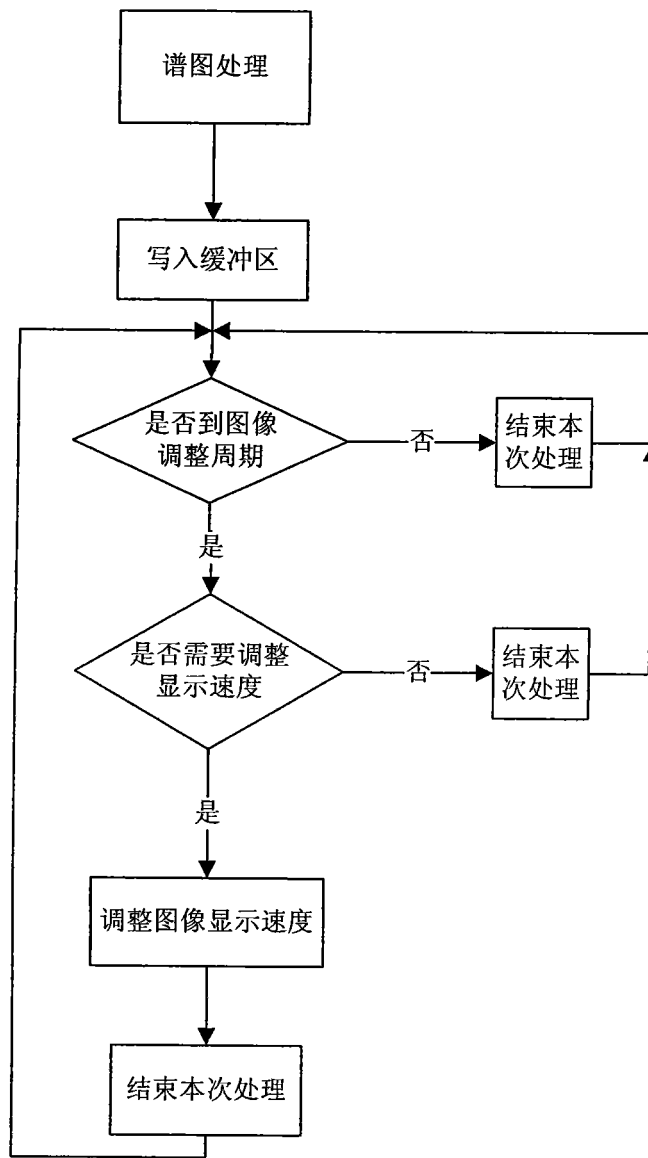 谱图处理
写入缓冲区
是否到图像
调整周期
否
结束本
次处理
是
是否需要调整
显示速度
否
结束本
次处理
是
调整图像显示速度
结束本次处理